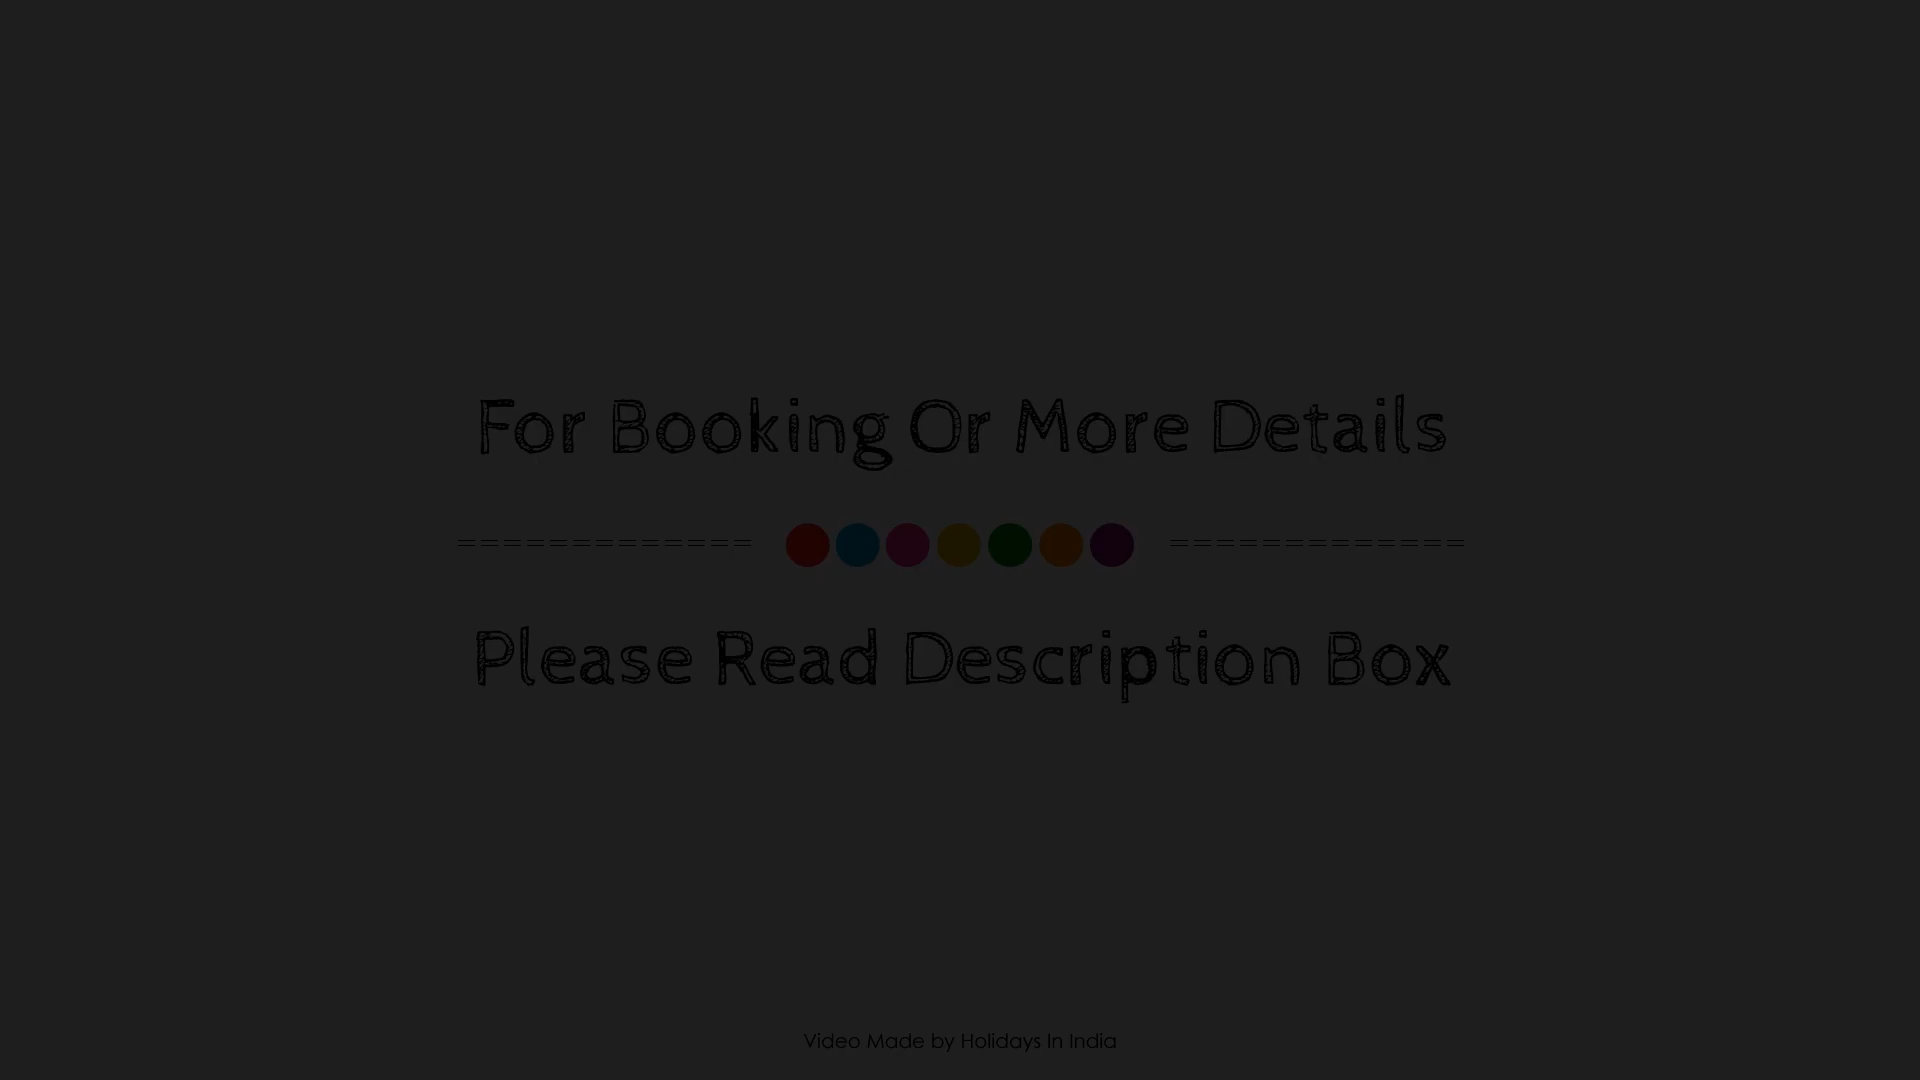 For Booking Or More Details
============= =============
Please Read Description Box
Video Made by Holidays In India